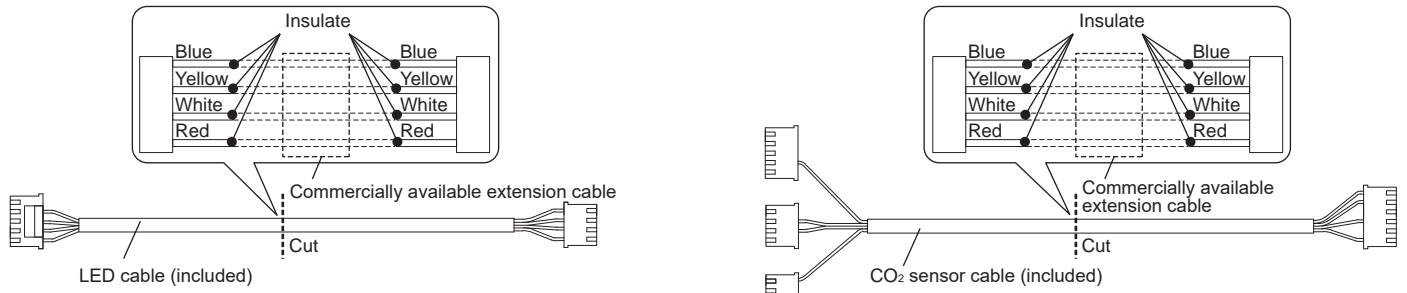 Insulate
Blue Blue
Yellow Yellow
White White
Red Red
Commercially available extension cable
Cut
LED cable (included)
Insulate
Blue Blue
Yellow Yellow
White White
Red Red
Commercially available
extension cable
Cut
CO₂ sensor cable (included)